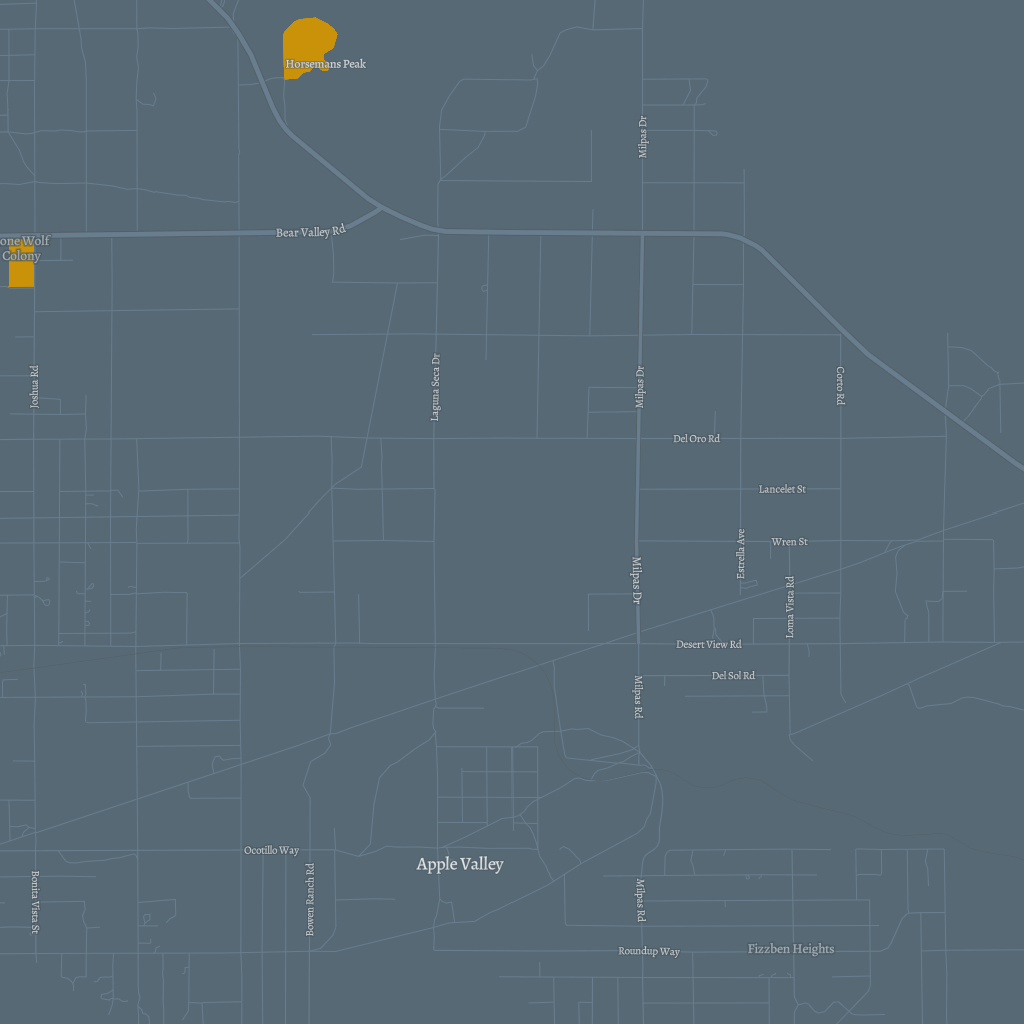 Horsemans Peak
Milpas Dr
Bear Valley Rd
one Wolf
Colony
Joshua Rd
Laguna Seca Dr
Milpas Dr
Corto Rd
Del Oro Rd
Lancelet St
Wren St
Estrella Ave
Milpas Dr
Loma Vista Rd
Desert View Rd
Del Sol Rd
Milpas Rd
Ocotillo Way
Apple Valley
Bonita Vista St
Bowen Ranch Rd
Milpas Rd
Roundup Way
Fizzben Heights